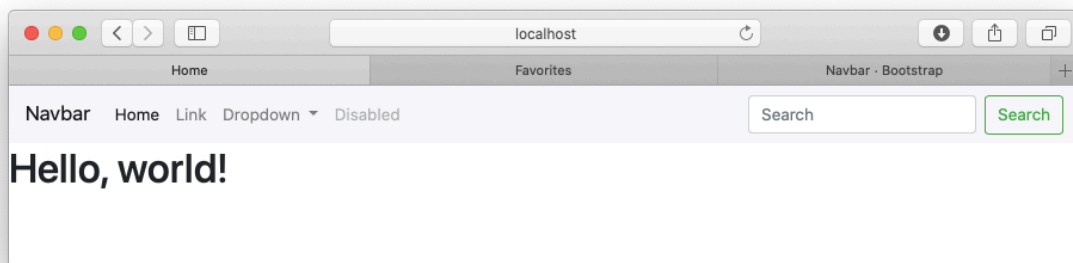 localhost
Home Favorites Navbar · Bootstrap
Navbar Home Link Dropdown Disabled Search Search
Hello, world!